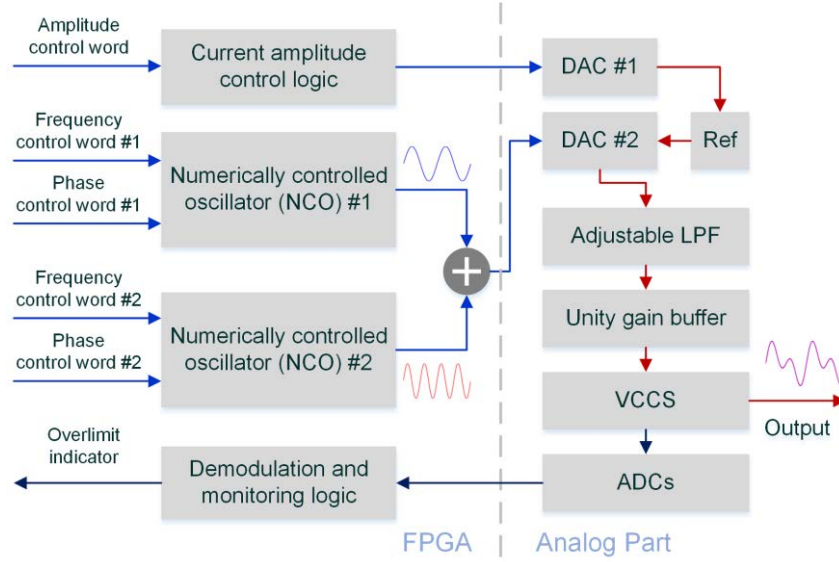 Amplitude
control word
Current amplitude
control logic
DAC #1
Frequency
control word #1
Phase
control word #1
Numerically controlled
oscillator (NCO) #1
DAC #2
Ref
Adjustable LPF
Frequency
control word #2
Phase
control word #2
Numerically controlled
oscillator (NCO) #2
Unity gain buffer
VCCS
Output
Overlimit
indicator
Demodulation and
monitoring logic
ADCs
FPGA
Analog Part